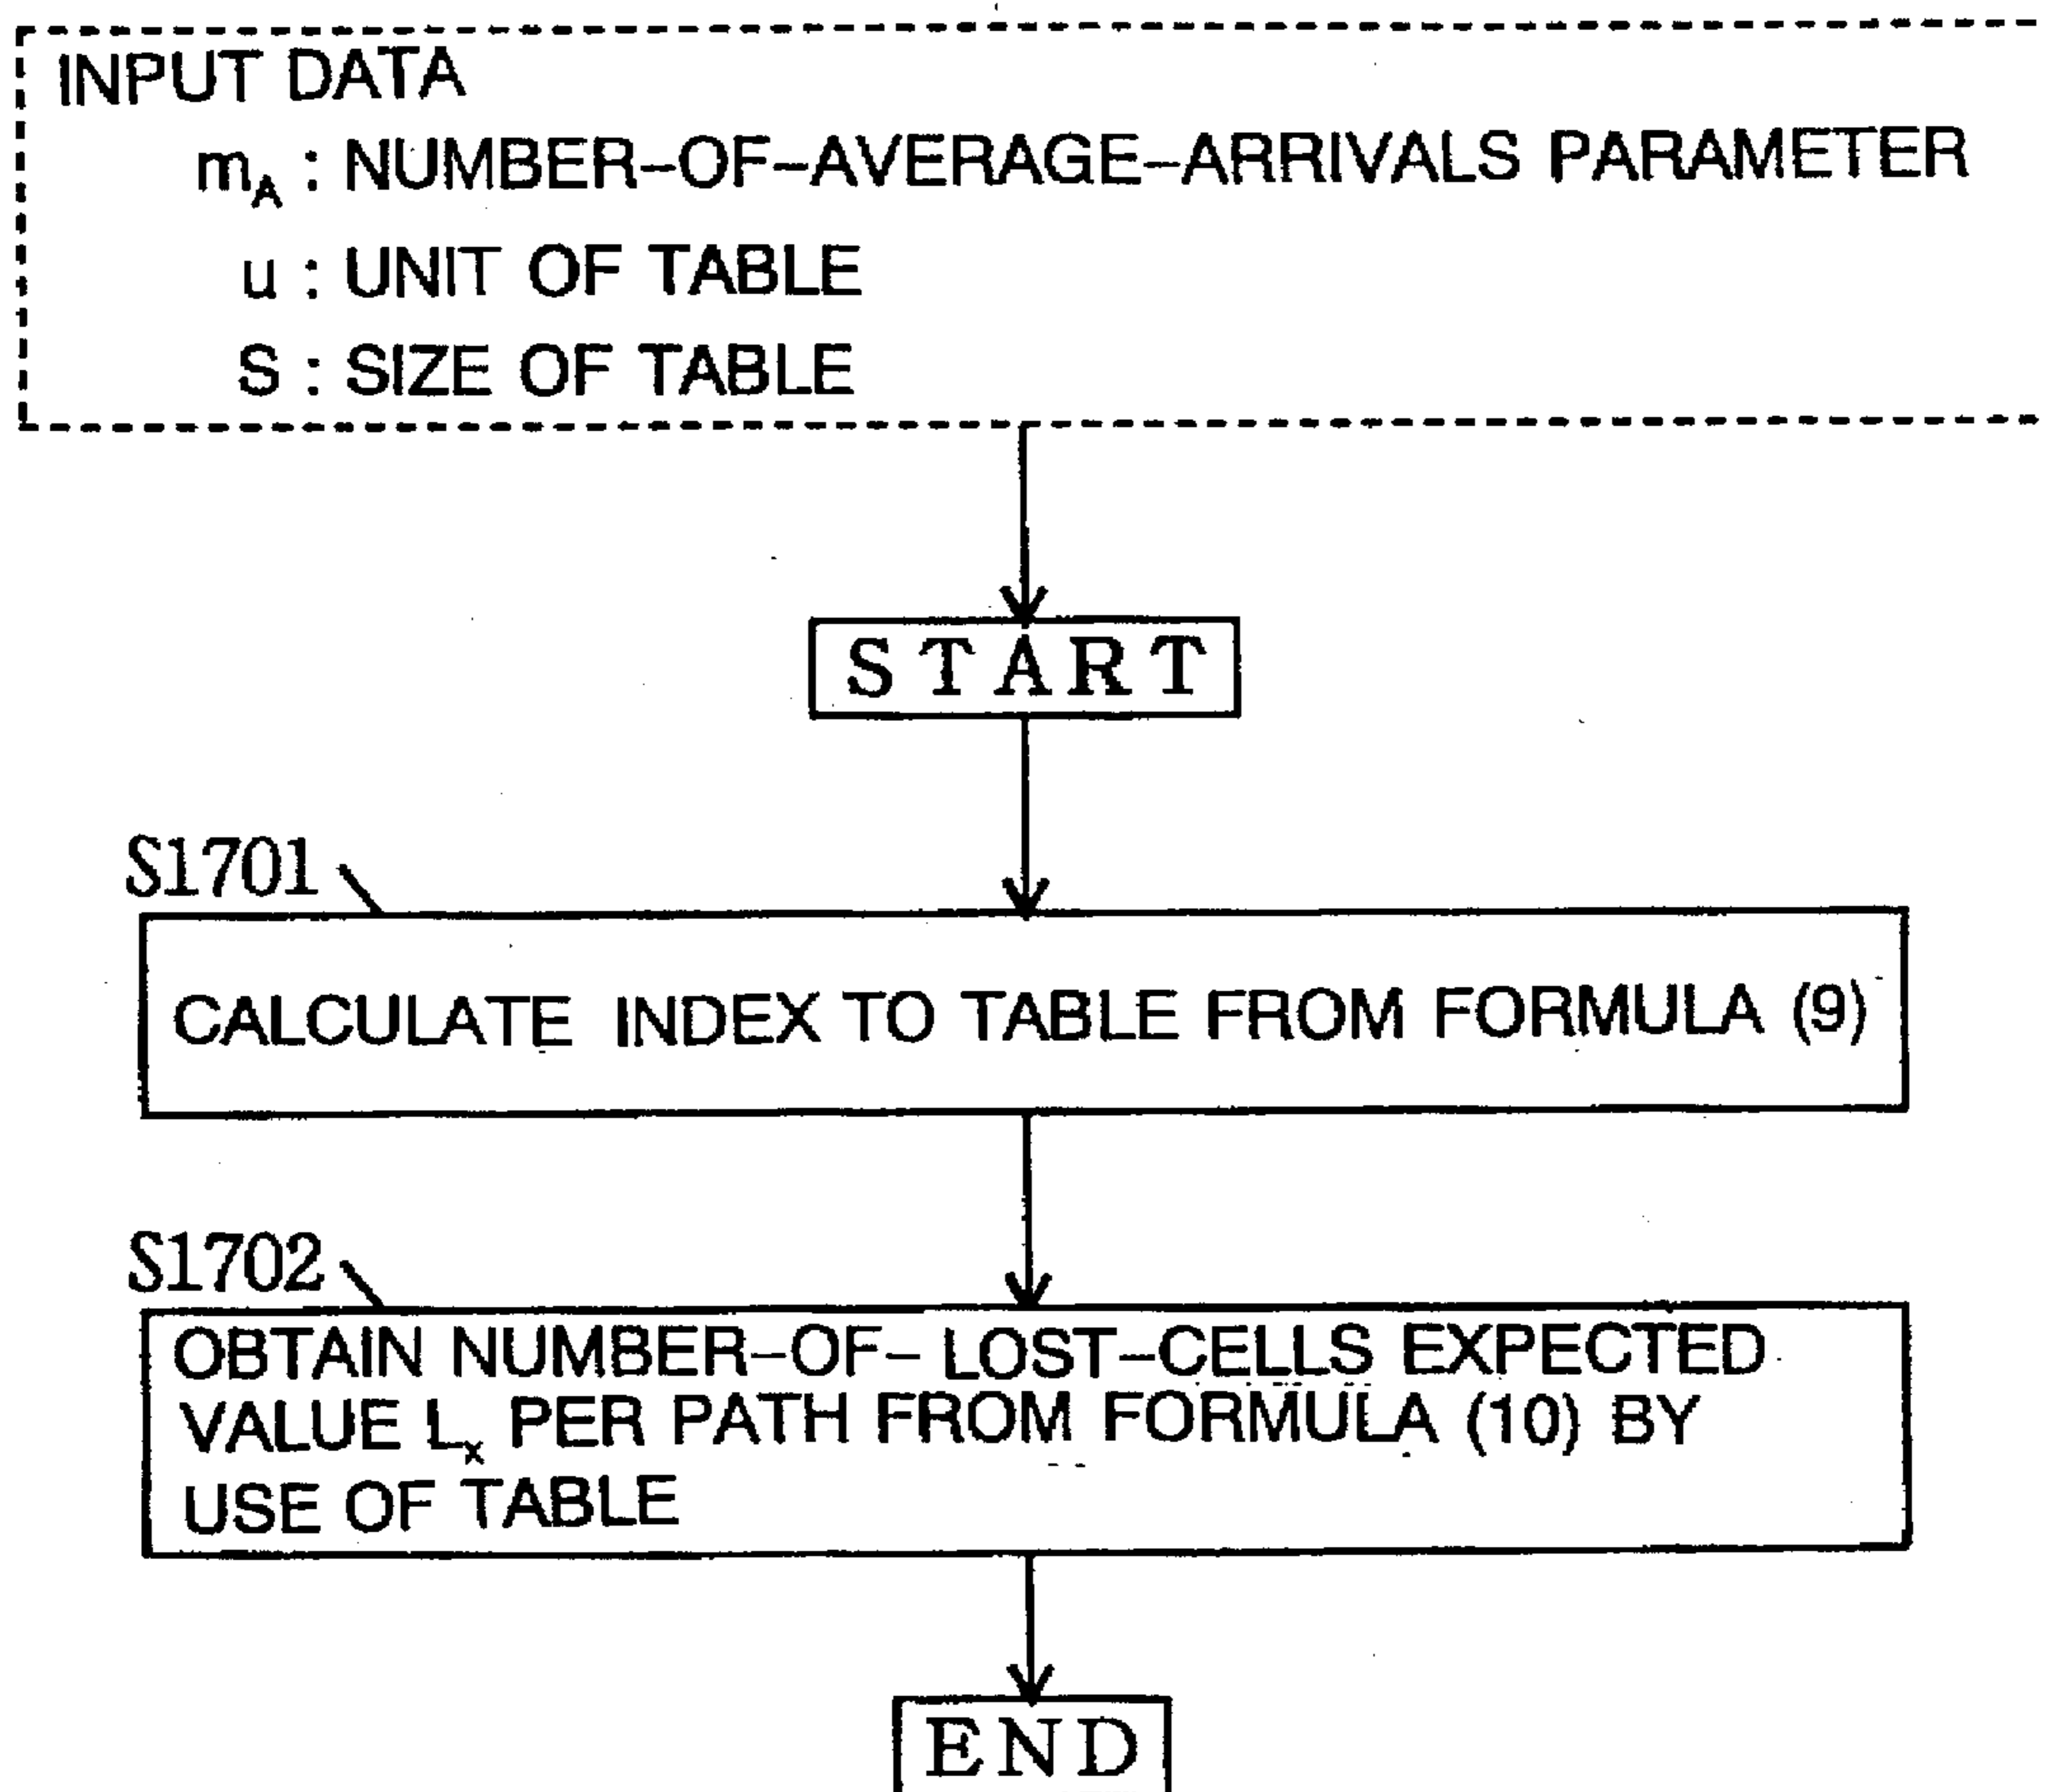 INPUT DATA
m_A : NUMBER-OF-AVERAGE-ARRIVALS PARAMETER
u : UNIT OF TABLE
S : SIZE OF TABLE
START
S1701
CALCULATE INDEX TO TABLE FROM FORMULA (9)
S1702
OBTAIN NUMBER-OF- LOST-CELLS EXPECTED
VALUE L_x PER PATH FROM FORMULA (10) BY
USE OF TABLE
END